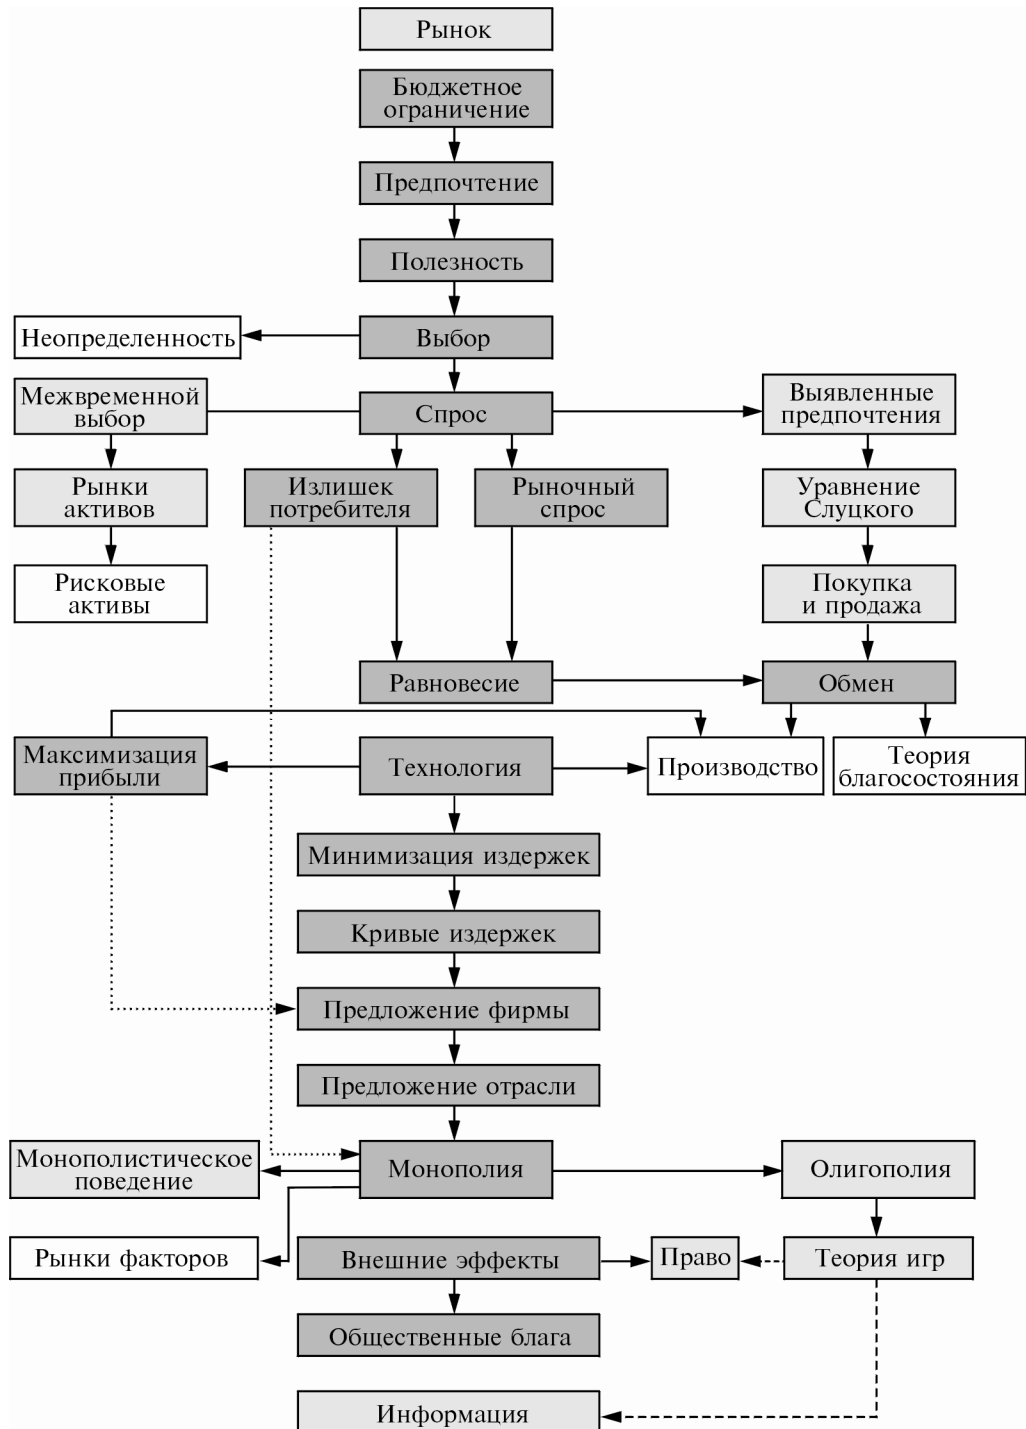 Рынок
Бюджетное
ограничение
Предпочтение
Полезность
Неопределенность
Выбор
Межвременной
выбор
Спрос
Выявленные
предпочтения
Рынки
активов
Излишек
потребителя
Рыночный
спрос
Уравнение
Слуцкого
Рисковые
активы
Покупка
и продажа
Равновесие
Обмен
Максимизация
прибыли
Технология
Производство
Теория
благосостояния
Минимизация издержек
Кривые издержек
Предложение фирмы
Предложение отрасли
Монополистическое
поведение
Монополия
Олигополия
Рынки факторов
Внешние эффекты
Право
Теория игр
Общественные блага
Информация